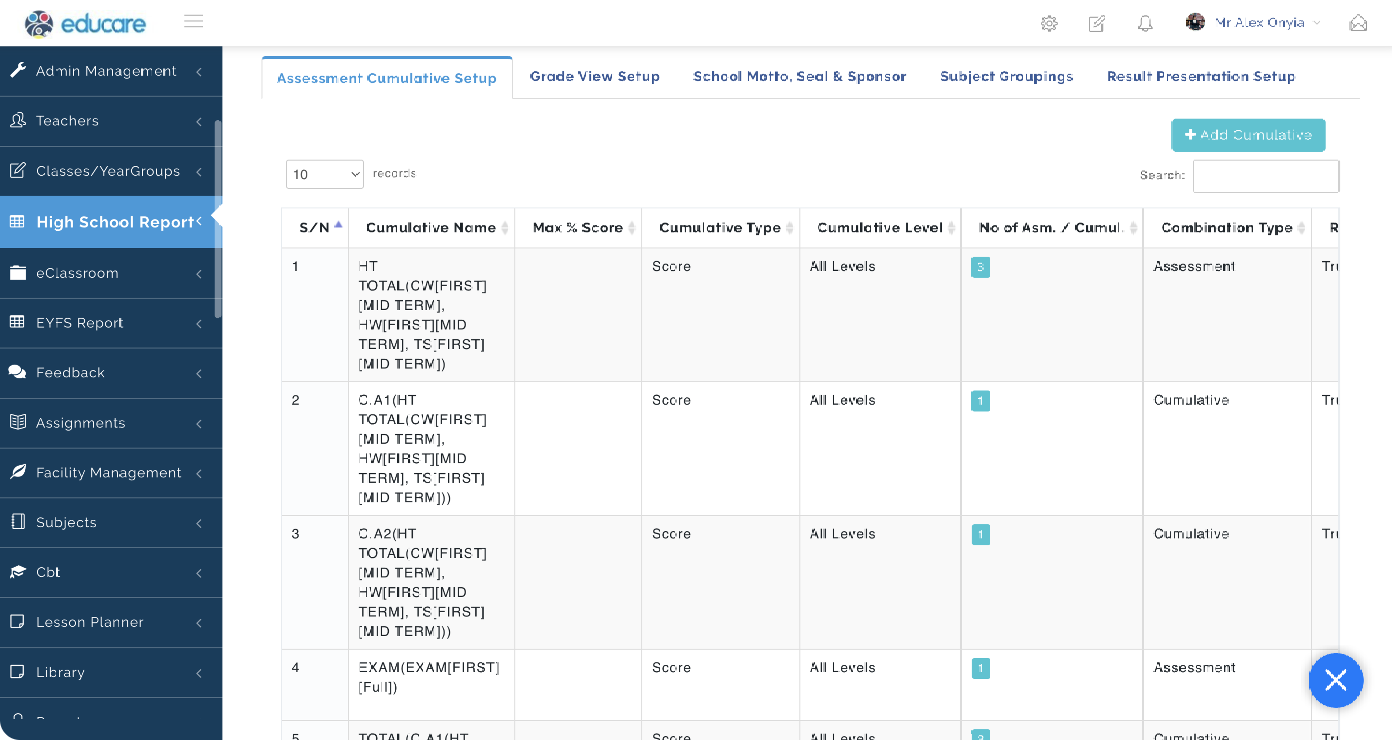 educare
Mr Alex Onyia
Admin Management
Teachers
Classes/YearGroups
High School Report
eClassroom
EYFS Report
Feedback
Assignments
Facility Management
Subjects
Cbt
Lesson Planner
Library
Assessment Cumulative Setup Grade View Setup School Motto, Seal & Sponsor Subject Groupings Result Presentation Setup
+ Add Cumulative
10 records
Search:
S/N Cumulative Name Max % Score Cumulative Type Cumulative Level No of Asm. / Cumul. Combination Type R
1 HT Score All Levels 3 Assessment Tru
TOTAL(CW[FIRST]
[MID TERM],
HW[FIRST][MID
TERM], TS[FIRST]
[MID TERM])
2 C.A1(HT Score All Levels 1 Cumulative Tru
TOTAL(CW[FIRST]
[MID TERM],
HW[FIRST][MID
TERM], TS[FIRST]
[MID TERM]))
3 C.A2(HT Score All Levels 1 Cumulative Tru
TOTAL(CW[FIRST]
[MID TERM],
HW[FIRST][MID
TERM], TS[FIRST]
[MID TERM]))
4 EXAM(EXAM[FIRST] Score All Levels 1 Assessment Tru
[Full])
5 TOTAL(C.A1(HT Score All Levels Cumulative